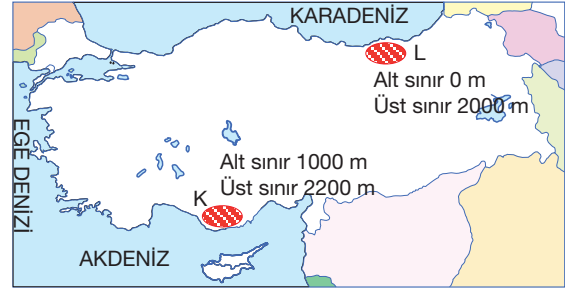 KARADENİZ
L
Alt sınır 0 m
Üst sınır 2000 m
EGE DENİZİ
Alt sınır 1000 m
Üst sınır 2200 m
K
AKDENİZ